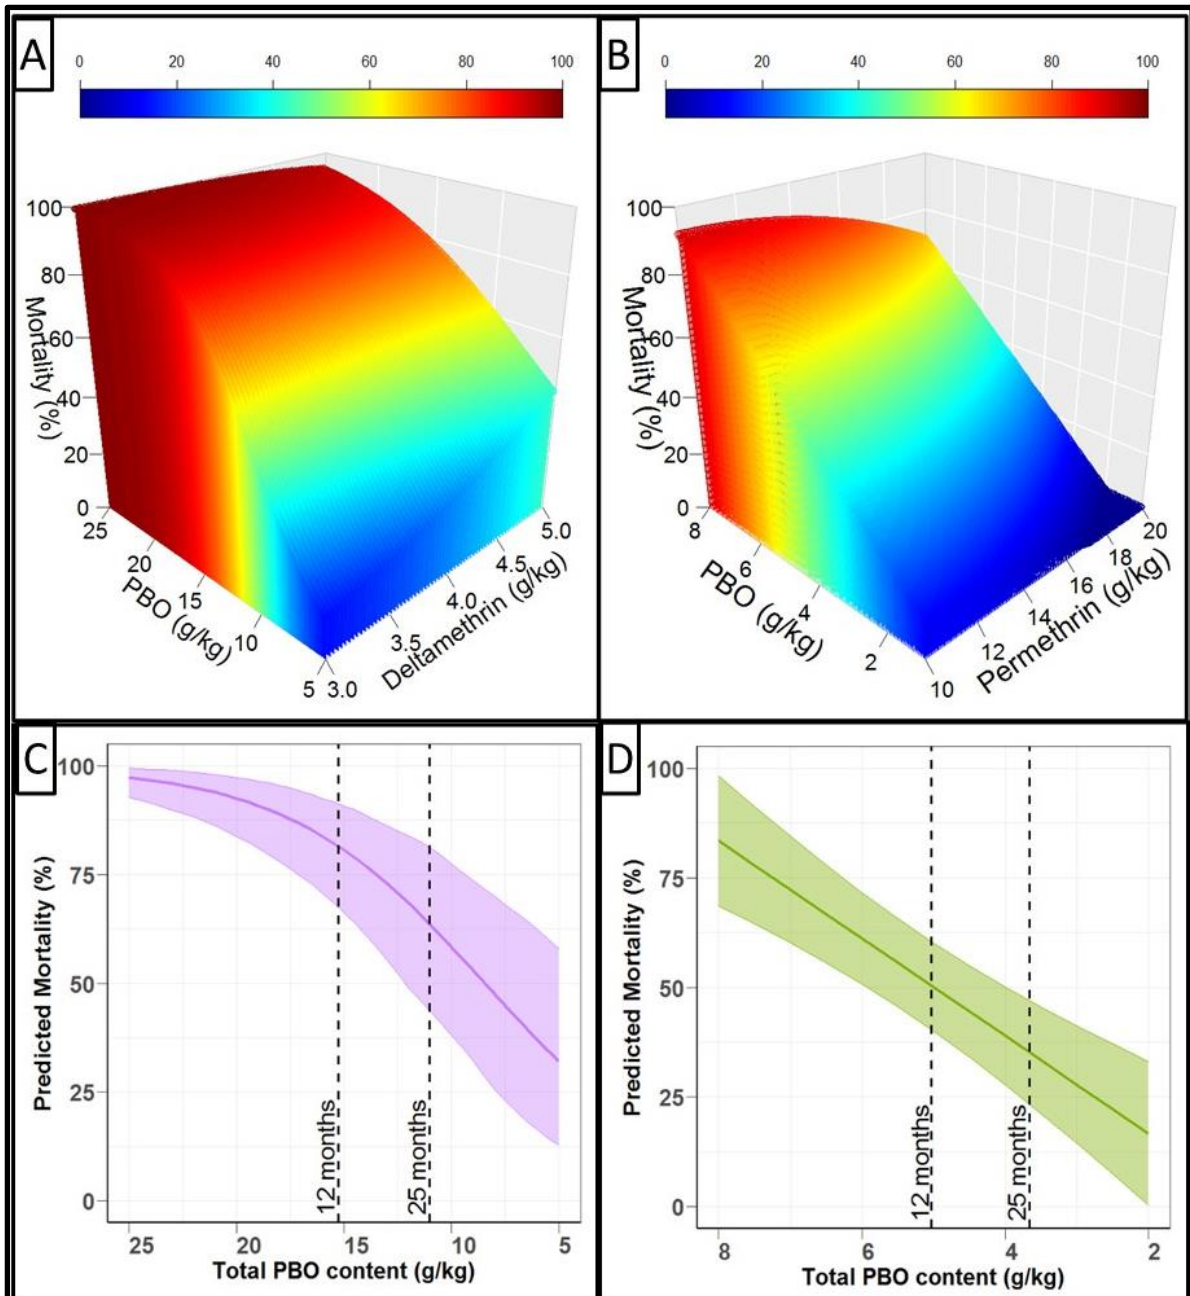 A
0 20 40 60 80 100
100
80
60
40
20
0
Mortality (%)
25
20
15
10
5
PBO (g/kg)
3.0
3.5
4.0
4.5
5.0
Deltamethrin (g/kg)
B
0 20 40 60 80 100
100
80
60
40
20
0
Mortality (%)
8
6
4
2
PBO (g/kg)
10
12
14
16
18
20
Permethrin (g/kg)
C
100
75
50
25
0
Predicted Mortality (%)
12 months
25 months
25 20 15 10 5
Total PBO content (g/kg)
D
100
75
50
25
0
Predicted Mortality (%)
12 months
25 months
8 6 4 2
Total PBO content (g/kg)